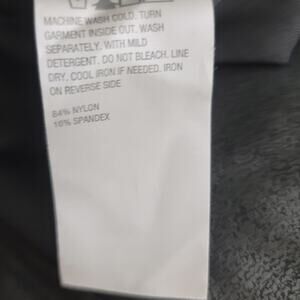 MACHINE WASH COLD. TURN
GARMENT INSIDE OUT. WASH
SEPARATELY, WITH MILD
DETERGENT. DO NOT BLEACH. LINE
DRY, COOL IRON IF NEEDED. IRON
ON REVERSE SIDE
84% NYLON
16% SPANDEX